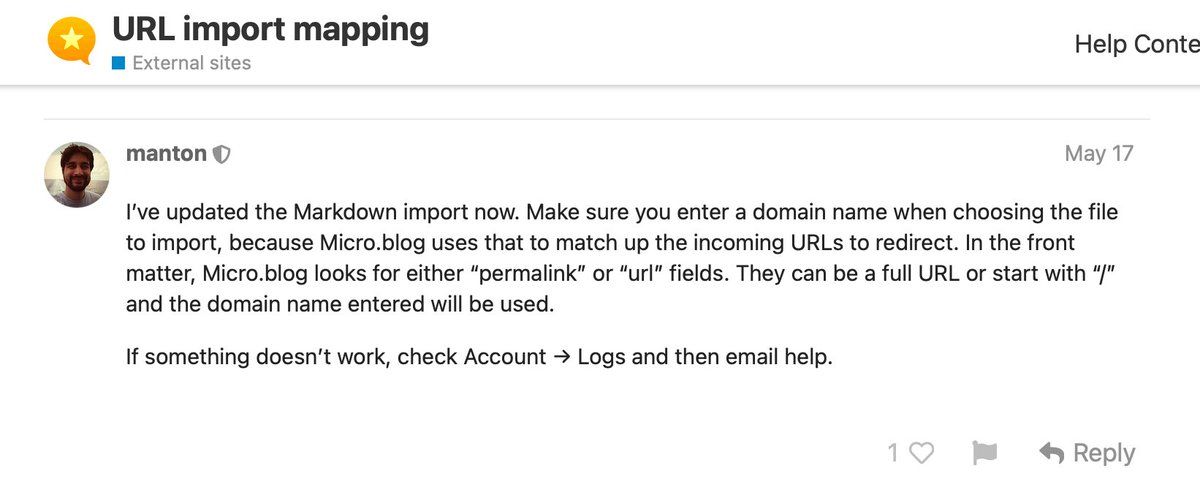 URL import mapping
External sites
Help Conte
manton
May 17
I’ve updated the Markdown import now. Make sure you enter a domain name when choosing the file
to import, because Micro.blog uses that to match up the incoming URLs to redirect. In the front
matter, Micro.blog looks for either “permalink” or “url” fields. They can be a full URL or start with “/”
and the domain name entered will be used.
If something doesn’t work, check Account → Logs and then email help.
1
Reply